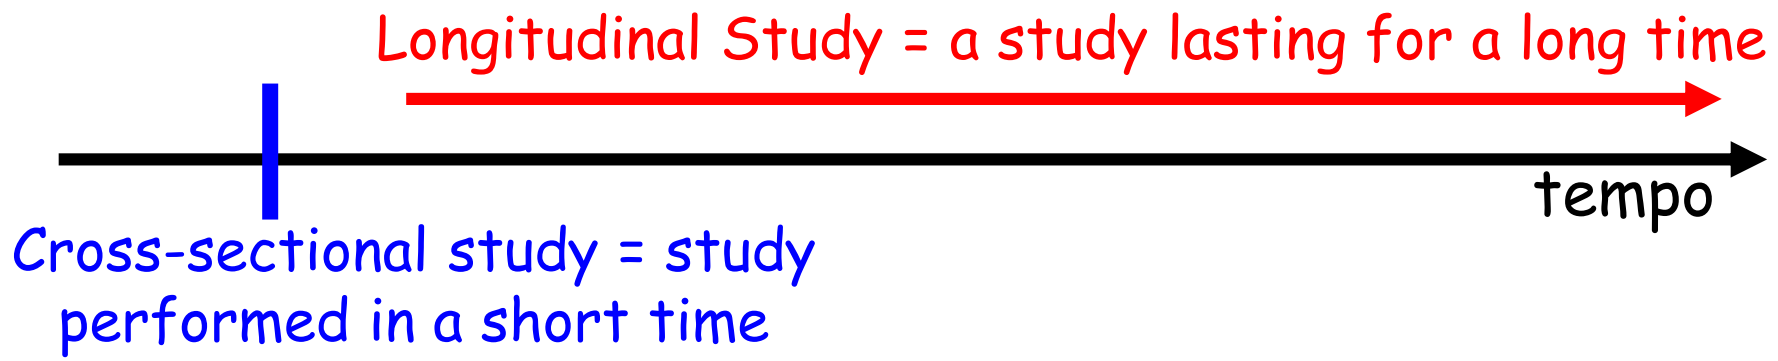 Longitudinal Study = a study lasting for a long time
tempo
Cross-sectional study = study
performed in a short time